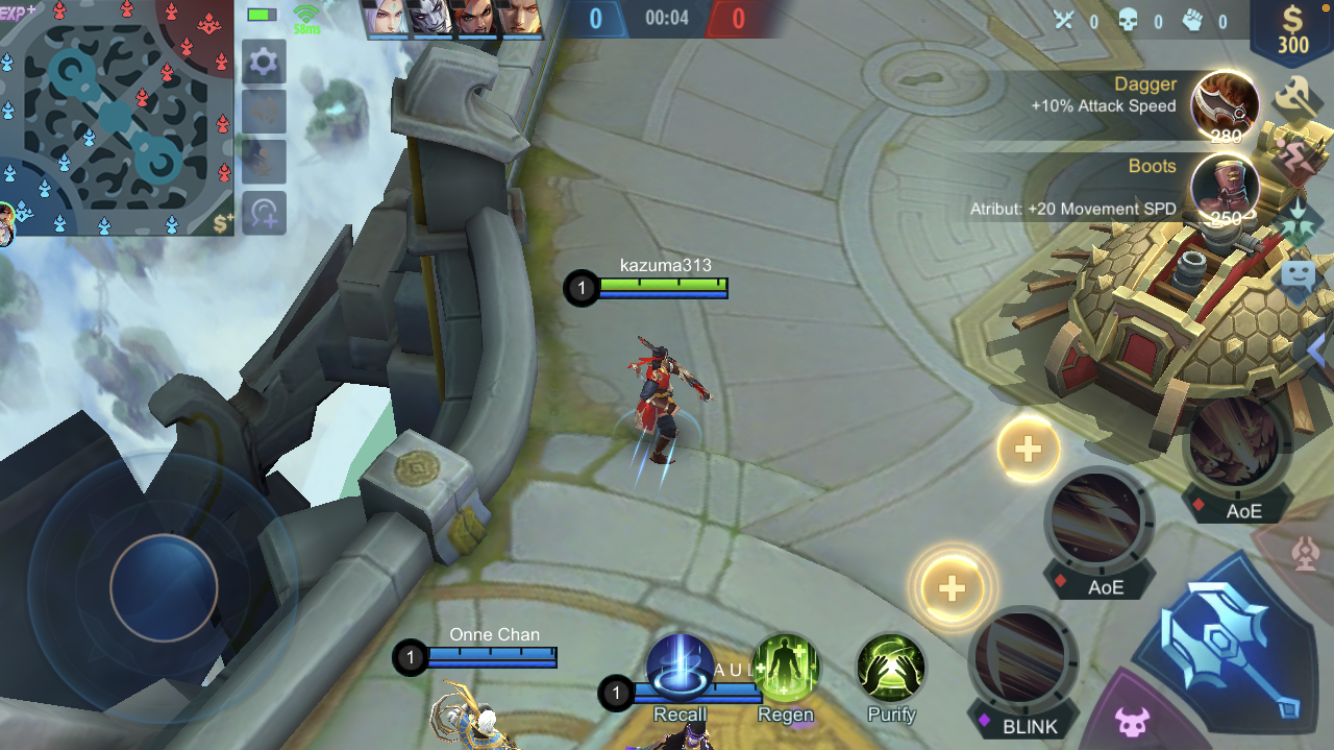 EXP+
58ms
0
00:04
0
0
0
0
$
300
Dagger
+10% Attack Speed
280
Boots
Atribut: +20 Movement SPD
250
kazuma313
1
$+
AoE
AoE
Onne Chan
1
1
AUL
Recall
Regen
Purify
BLINK